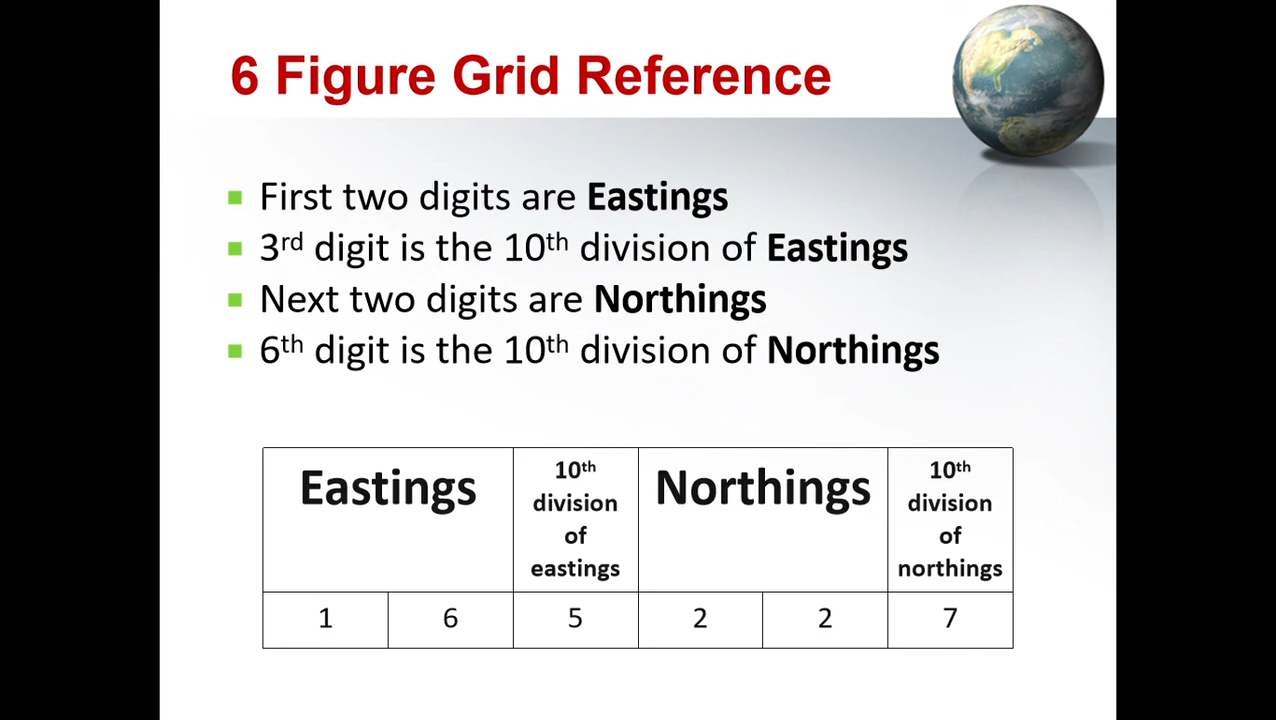 6 Figure Grid Reference
First two digits are Eastings
3rd digit is the 10th division of Eastings
Next two digits are Northings
6th digit is the 10th division of Northings
Eastings
10th
division
of
eastings
Northings
10th
division
of
northings
1 6 5 2 2 7